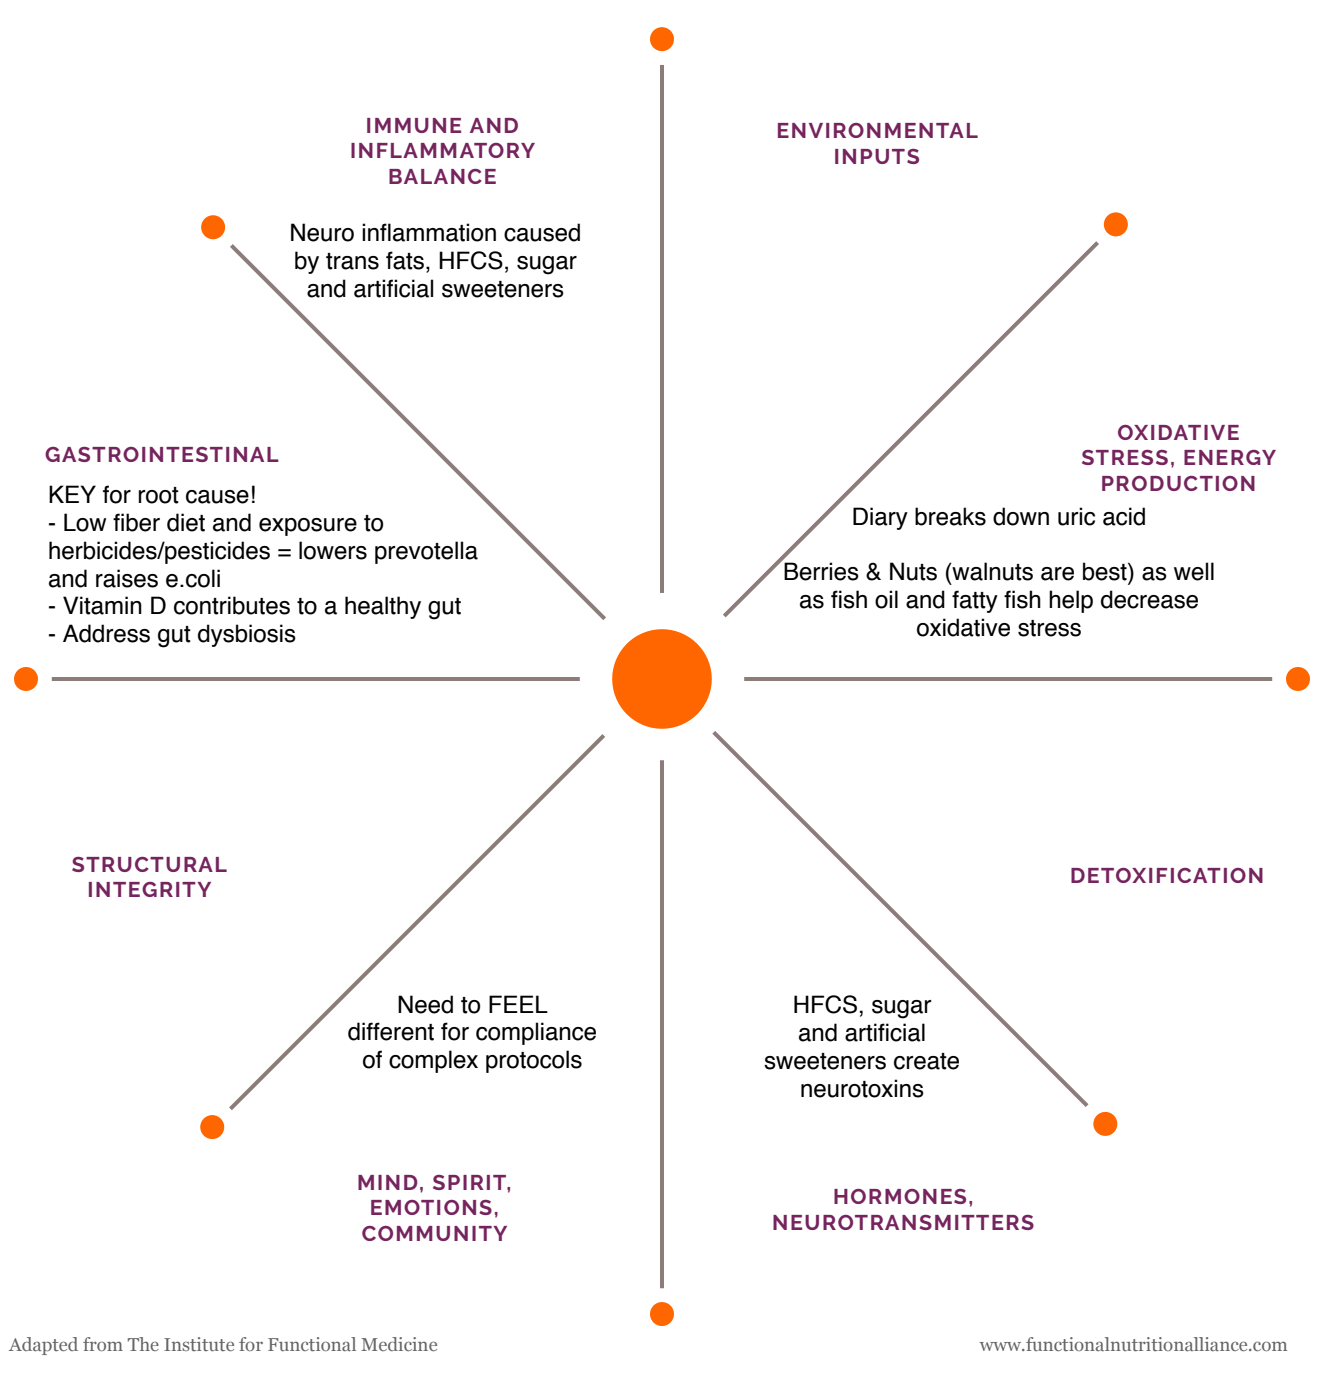 IMMUNE AND
INFLAMMATORY
BALANCE
Neuro inflammation caused
by trans fats, HFCS, sugar
and artificial sweeteners
ENVIRONMENTAL
INPUTS
GASTROINTESTINAL
KEY for root cause!
- Low fiber diet and exposure to
herbicides/pesticides = lowers prevotella
and raises e.coli
- Vitamin D contributes to a healthy gut
- Address gut dysbiosis
OXIDATIVE
STRESS, ENERGY
PRODUCTION
Diary breaks down uric acid
Berries & Nuts (walnuts are best) as well
as fish oil and fatty fish help decrease
oxidative stress
STRUCTURAL
INTEGRITY
DETOXIFICATION
Need to FEEL
different for compliance
of complex protocols
MIND, SPIRIT,
EMOTIONS,
COMMUNITY
HFCS, sugar
and artificial
sweeteners create
neurotoxins
HORMONES,
NEUROTRANSMITTERS
Adapted from The Institute for Functional Medicine
www.functionalnutritionalliance.com